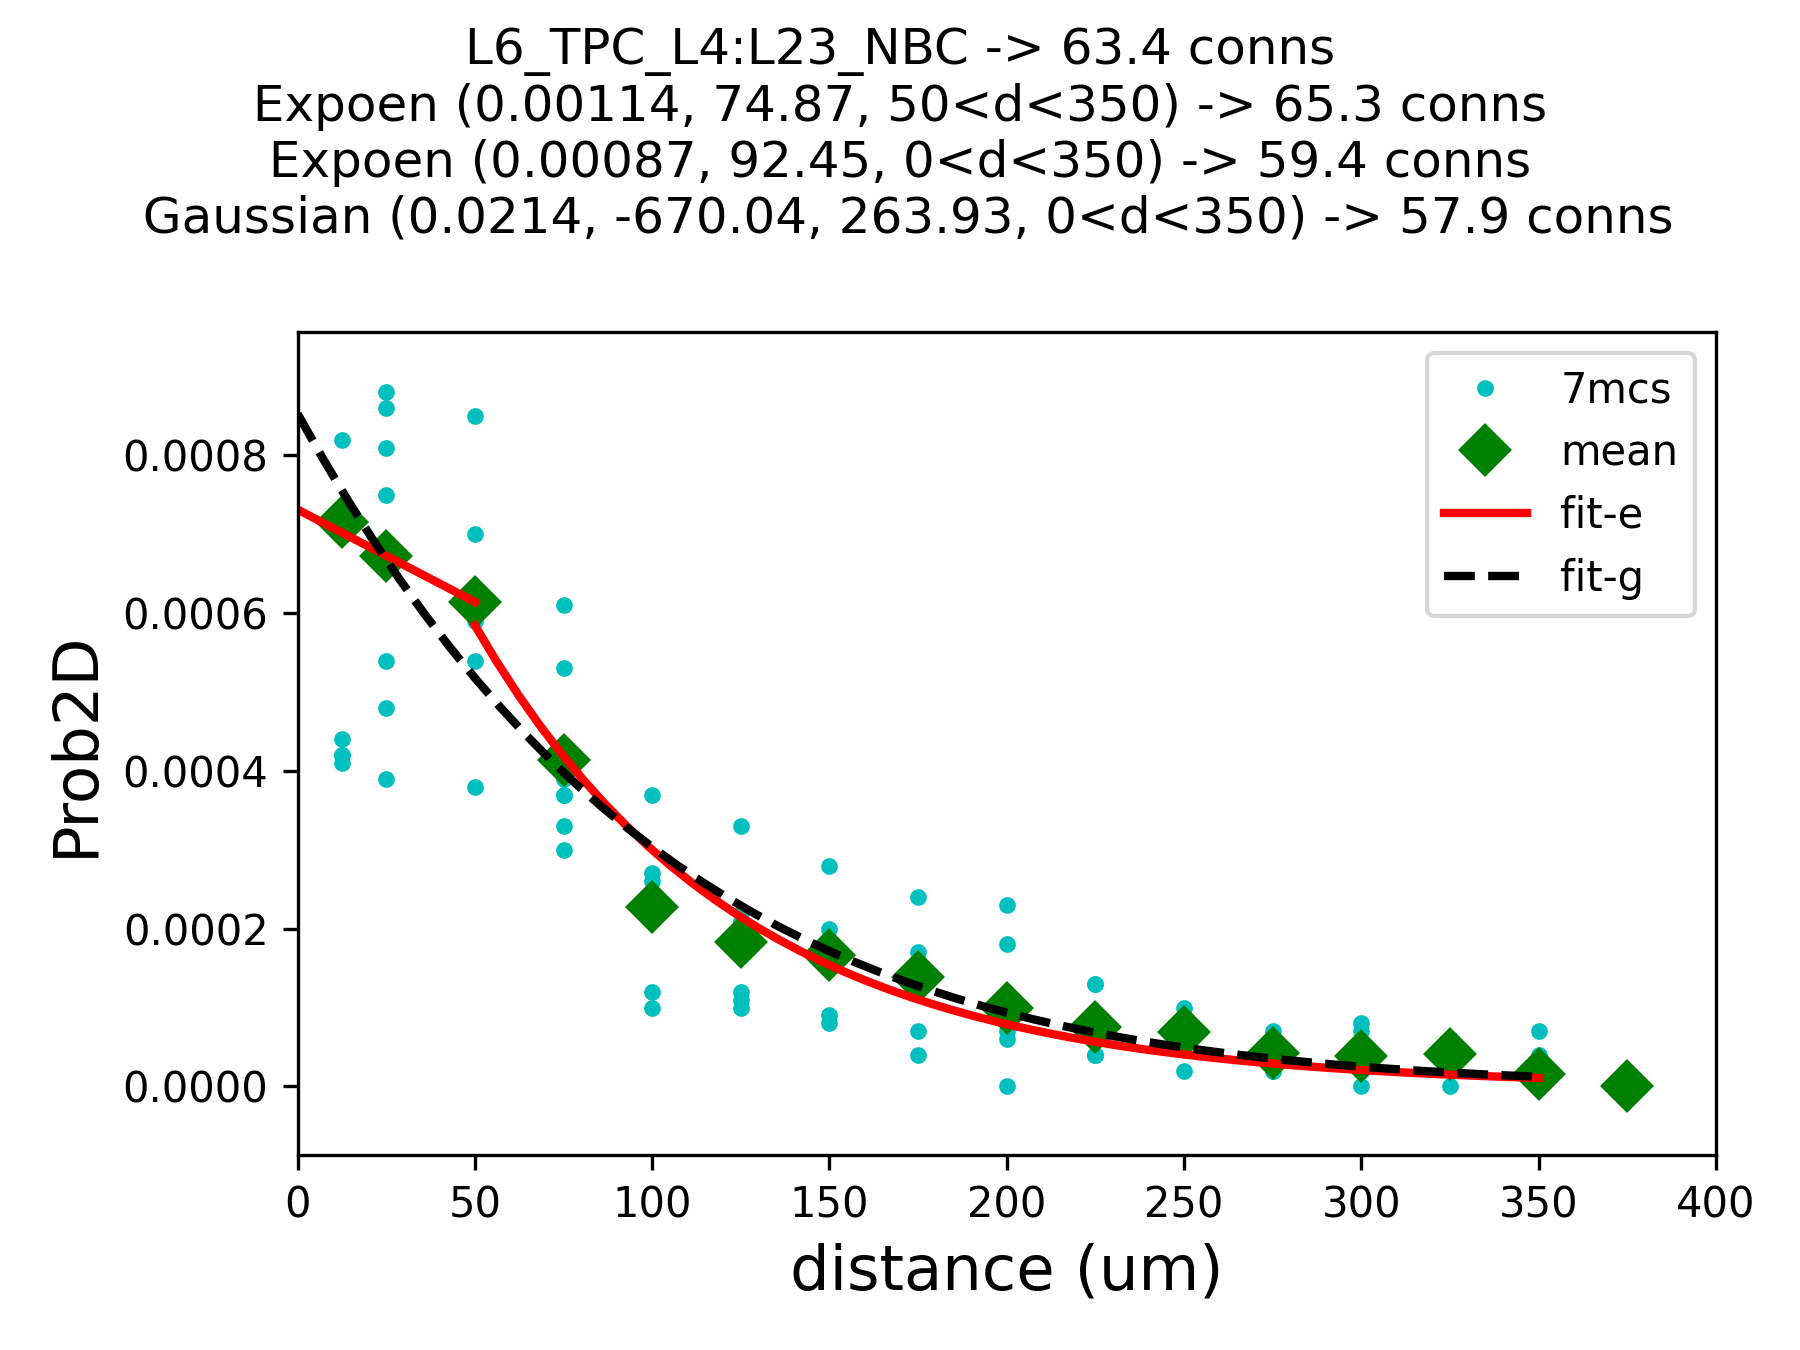 L6_TPC_L4:L23_NBC -> 63.4 conns
Expoen (0.00114, 74.87, 50<d<350) -> 65.3 conns
Expoen (0.00087, 92.45, 0<d<350) -> 59.4 conns
Gaussian (0.0214, -670.04, 263.93, 0<d<350) -> 57.9 conns
7mcs
mean
fit-e
fit-g
Prob2D
0.0008
0.0006
0.0004
0.0002
0.0000
0 50 100 150 200 250 300 350 400
distance (um)